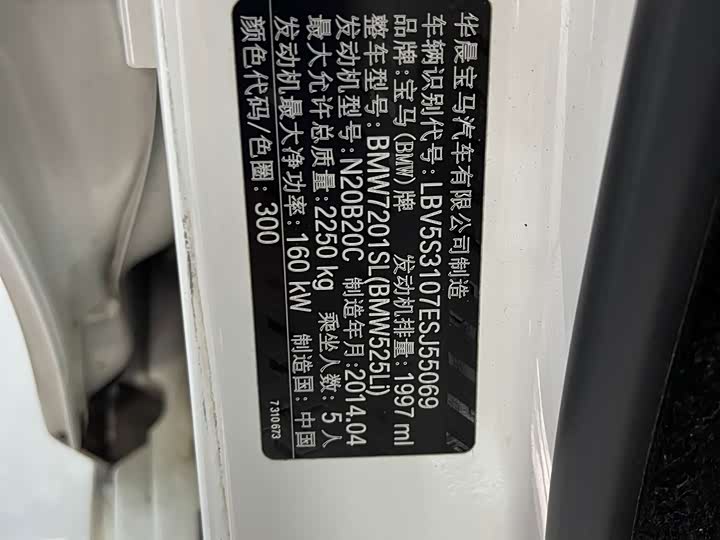 华晨宝马汽车有限公司制造
车辆识别代号: LBV5S3107ESJ55069
品牌: 宝马(BMW)牌 发动机排量: 1997 ml
整车型号: BMW7201SL(BMW525Li)
发动机型号: N20B20C 制造年月: 2014.04
最大允许总质量: 2250 kg 乘坐人数: 5 人
发动机最大净功率: 160 kW 制造国: 中国
颜色代码/色圈: 300
7 310 673